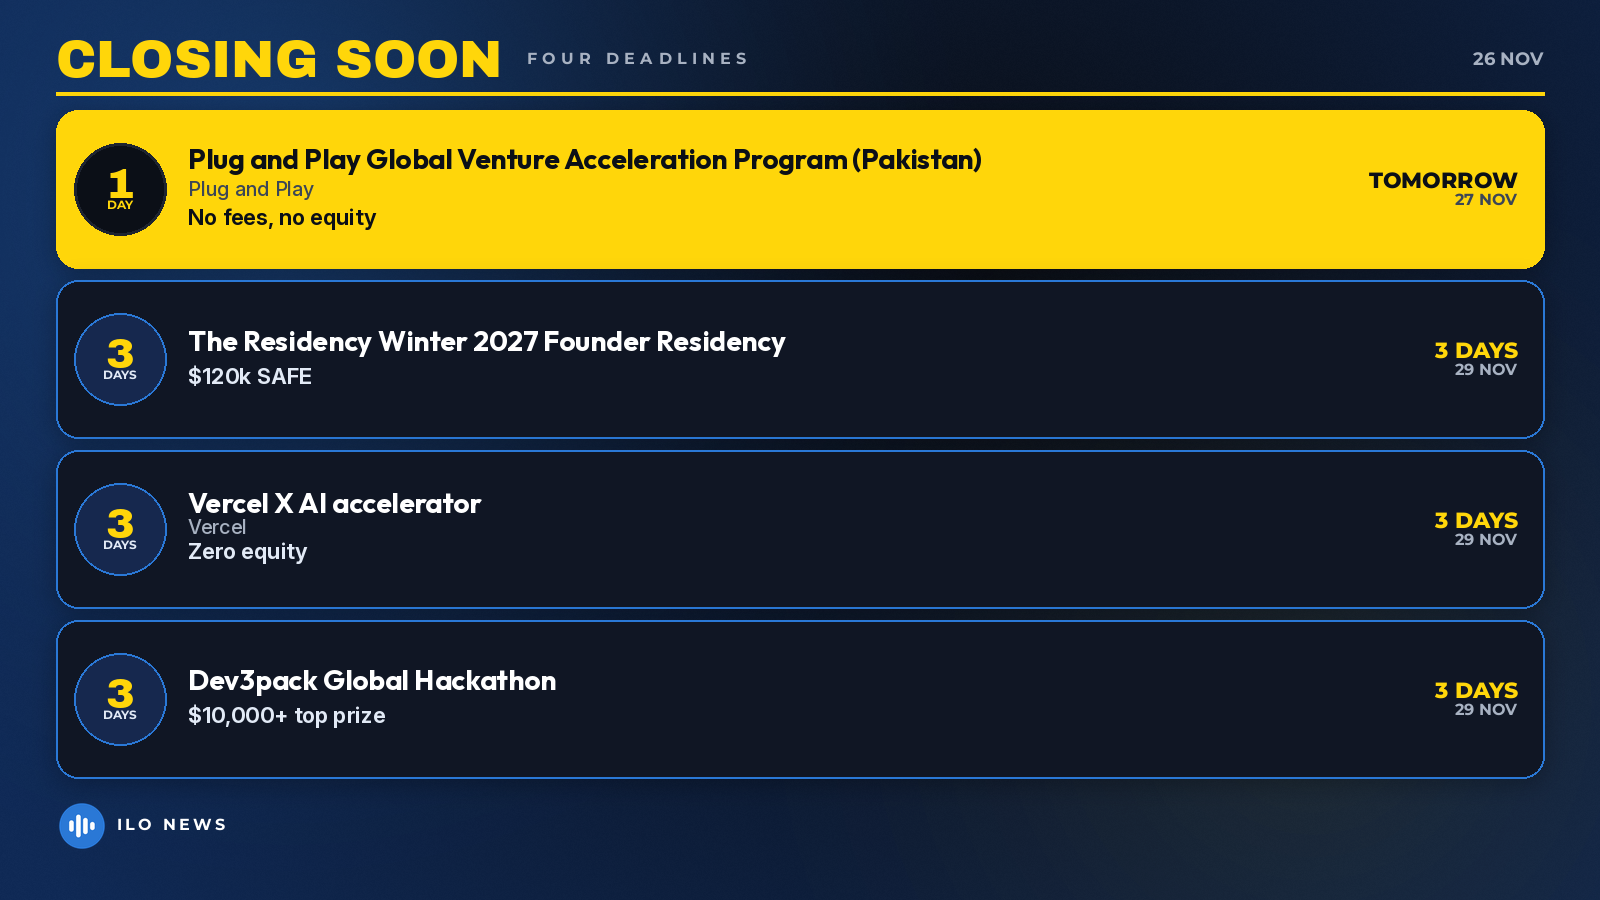 CLOSING SOON FOUR DEADLINES 26 NOV
1 DAY
Plug and Play Global Venture Acceleration Program (Pakistan)
Plug and Play
No fees, no equity
TOMORROW
27 NOV
3 DAYS
The Residency Winter 2027 Founder Residency
$120k SAFE
3 DAYS
29 NOV
3 DAYS
Vercel X AI accelerator
Vercel
Zero equity
3 DAYS
29 NOV
3 DAYS
Dev3pack Global Hackathon
$10,000+ top prize
3 DAYS
29 NOV
ILO NEWS